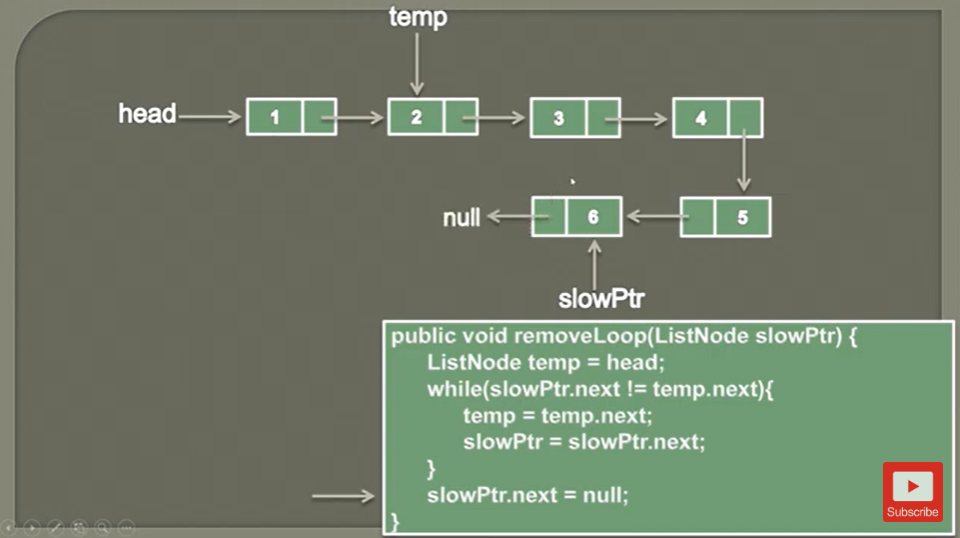 temp
head
1
2
3
4
null
6
5
slowPtr
public void removeLoop(ListNode slowPtr) {
ListNode temp = head;
while(slowPtr.next != temp.next){
temp = temp.next;
slowPtr = slowPtr.next;
}
slowPtr.next = null;
}
Subscribe